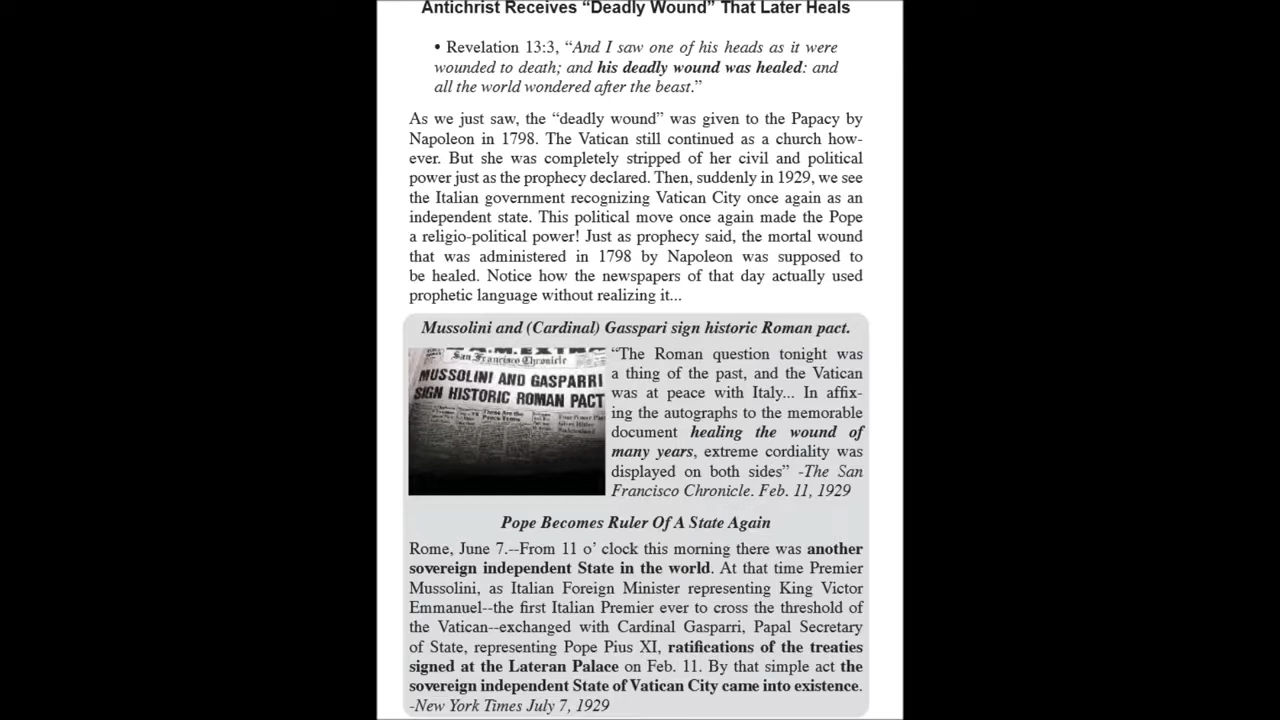 Antichrist Receives “Deadly Wound” That Later Heals
• Revelation 13:3, “And I saw one of his heads as it were
wounded to death; and his deadly wound was healed: and
all the world wondered after the beast.”
As we just saw, the “deadly wound” was given to the Papacy by
Napoleon in 1798. The Vatican still continued as a church how-
ever. But she was completely stripped of her civil and political
power just as the prophecy declared. Then, suddenly in 1929, we see
the Italian government recognizing Vatican City once again as an
independent state. This political move once again made the Pope
a religio-political power! Just as prophecy said, the mortal wound
that was administered in 1798 by Napoleon was supposed to
be healed. Notice how the newspapers of that day actually used
prophetic language without realizing it...
Mussolini and (Cardinal) Gasspari sign historic Roman pact.
San Francisco Chronicle
MUSSOLINI AND GASPARRI
SIGN HISTORIC ROMAN PACT
“The Roman question tonight was
a thing of the past, and the Vatican
was at peace with Italy... In affix-
ing the autographs to the memorable
document healing the wound of
many years, extreme cordiality was
displayed on both sides” -The San
Francisco Chronicle. Feb. 11, 1929
Pope Becomes Ruler Of A State Again
Rome, June 7.--From 11 o’ clock this morning there was another
sovereign independent State in the world. At that time Premier
Mussolini, as Italian Foreign Minister representing King Victor
Emmanuel--the first Italian Premier ever to cross the threshold of
the Vatican--exchanged with Cardinal Gasparri, Papal Secretary
of State, representing Pope Pius XI, ratifications of the treaties
signed at the Lateran Palace on Feb. 11. By that simple act the
sovereign independent State of Vatican City came into existence.
-New York Times July 7, 1929